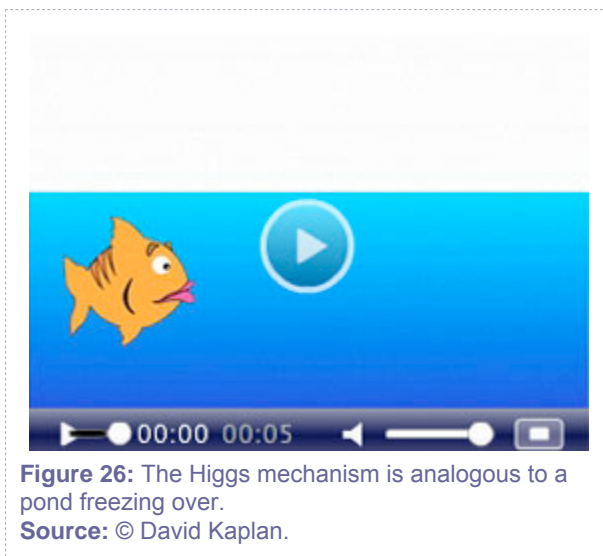 00:00 00:05
Figure 26: The Higgs mechanism is analogous to a
pond freezing over.
Source: © David Kaplan.